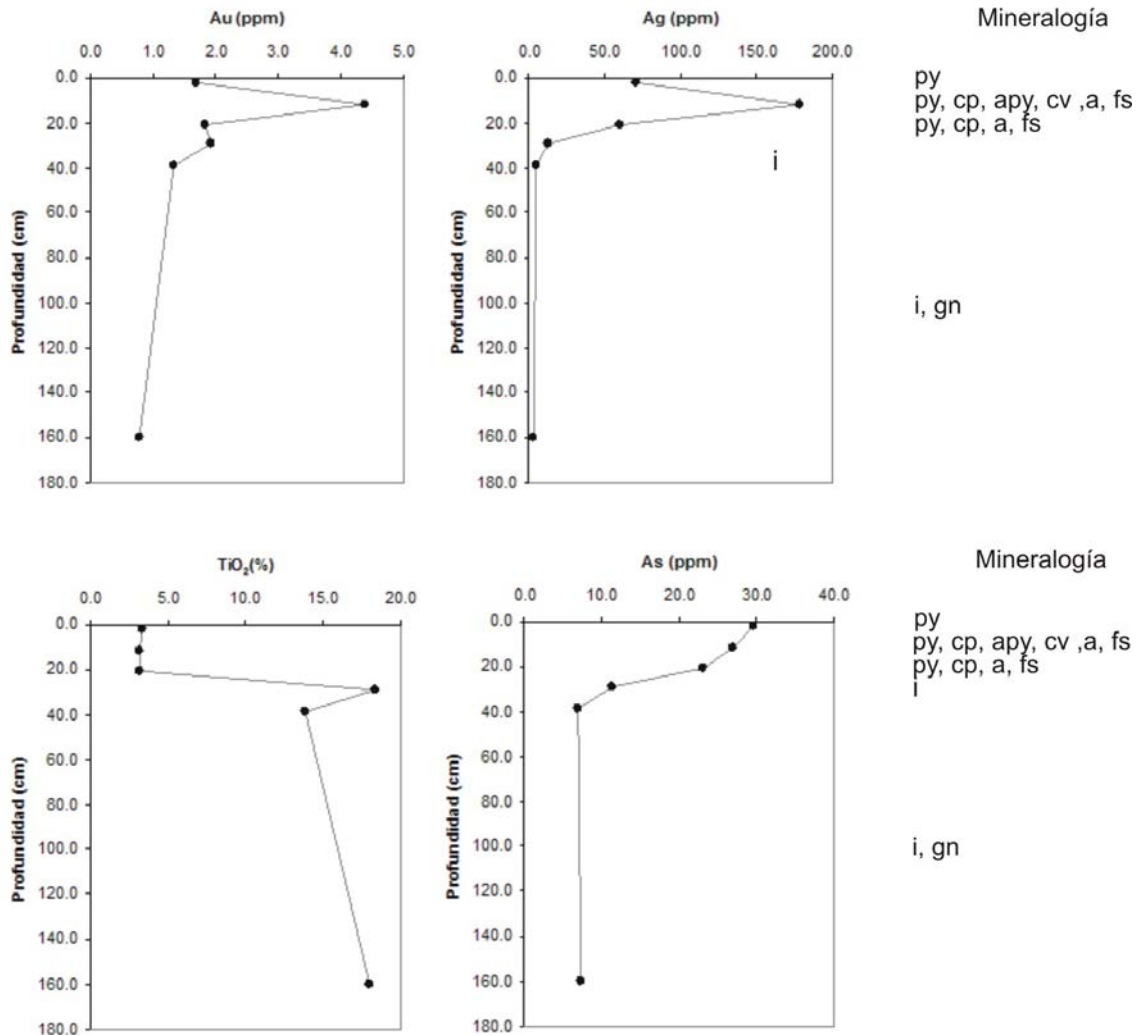 Au (ppm)
0.0 1.0 2.0 3.0 4.0 5.0
0.0
20.0
40.0
60.0
80.0
100.0
120.0
140.0
160.0
180.0
Profundidad (cm)
Ag (ppm)
0.0 50.0 100.0 150.0 200.0
0.0
20.0
40.0
60.0
80.0
100.0
120.0
140.0
160.0
180.0
Profundidad (cm)
i
Mineralogía
py
py, cp, apy, cv ,a, fs
py, cp, a, fs
i, gn
TiO₂(%)
0.0 5.0 10.0 15.0 20.0
0.0
20.0
40.0
60.0
80.0
100.0
120.0
140.0
160.0
180.0
Profundidad (cm)
As (ppm)
0.0 10.0 20.0 30.0 40.0
0.0
20.0
40.0
60.0
80.0
100.0
120.0
140.0
160.0
180.0
Profundidad (cm)
Mineralogía
py
py, cp, apy, cv ,a, fs
py, cp, a, fs
i
i, gn